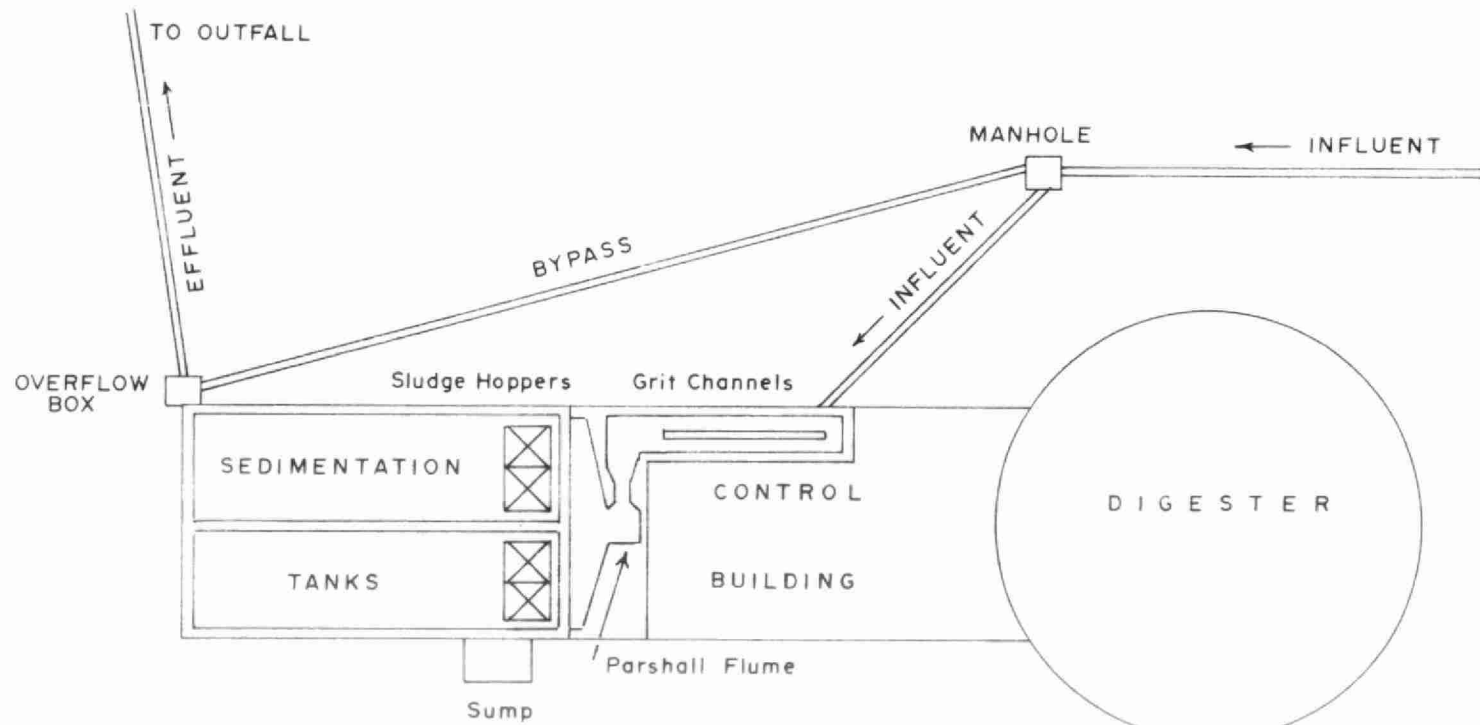 TO OUTFALL
MANHOLE
INFLUENT
EFFLUENT
BYPASS
INFLUENT
OVERFLOW
BOX
Sludge Hoppers
Grit Channels
SEDIMENTATION
CONTROL
DIGESTER
TANKS
BUILDING
Parshall Flume
Sump